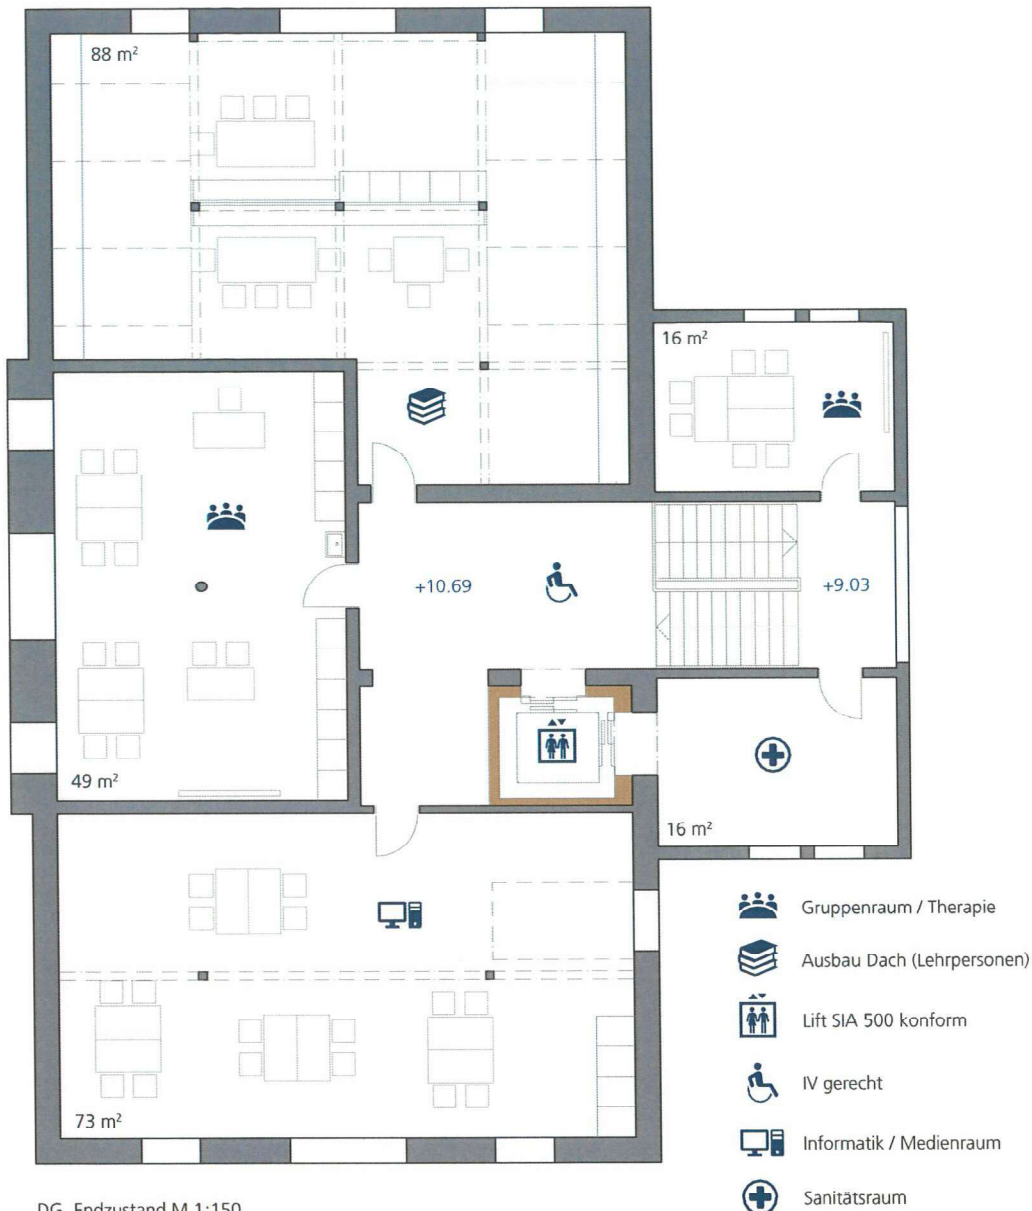 88 m²
16 m²
+10.69
+9.03
49 m²
16 m²
73 m²
Gruppenraum / Therapie
Ausbau Dach (Lehrpersonen)
Lift SIA 500 konform
IV gerecht
Informatik / Medienraum
Sanitätsraum
DG, Endzustand M 1:150